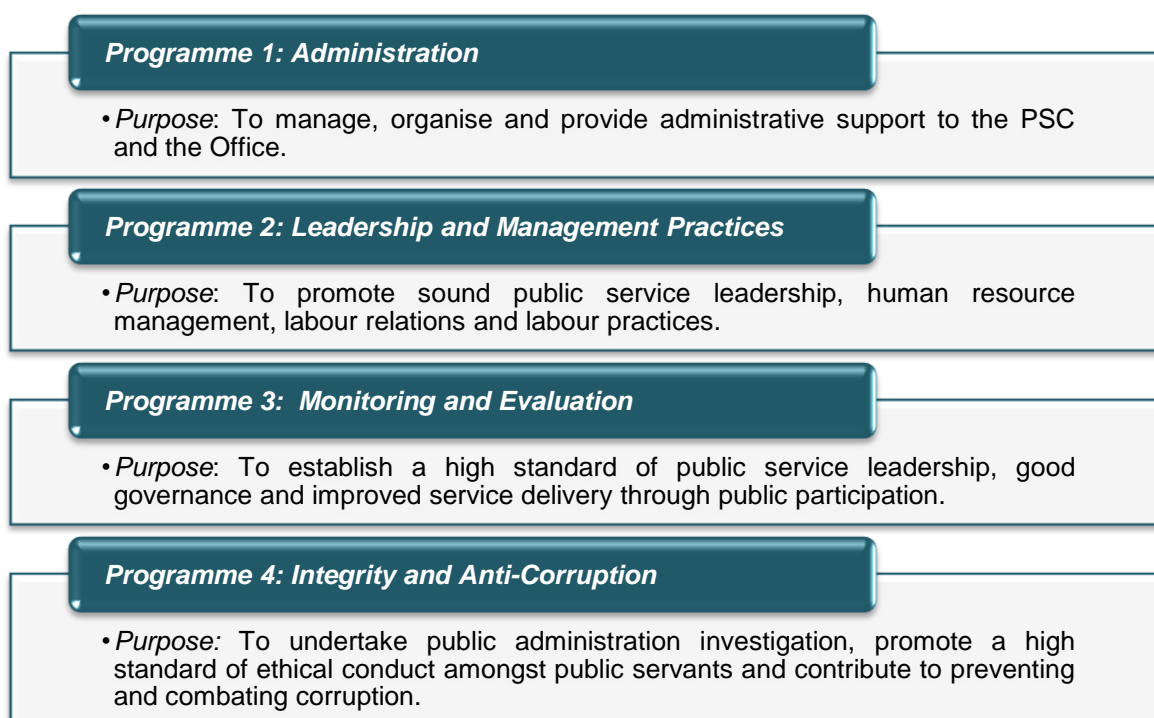 Programme 1: Administration
• Purpose: To manage, organise and provide administrative support to the PSC
and the Office.
Programme 2: Leadership and Management Practices
• Purpose: To promote sound public service leadership, human resource
management, labour relations and labour practices.
Programme 3: Monitoring and Evaluation
• Purpose: To establish a high standard of public service leadership, good
governance and improved service delivery through public participation.
Programme 4: Integrity and Anti-Corruption
• Purpose: To undertake public administration investigation, promote a high
standard of ethical conduct amongst public servants and contribute to preventing
and combating corruption.